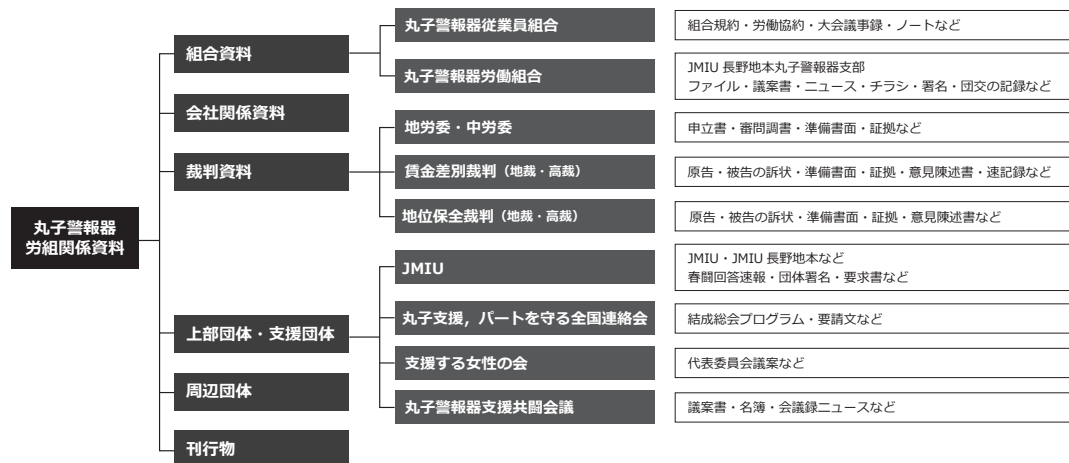 丸子警報器
労組関係資料
組合資料
丸子警報器従業員組合
組合規約・労働協約・大会議事録・ノートなど
丸子警報器労働組合
JMIU 長野地本丸子警報器支部
ファイル・議案書・ニュース・チラシ・署名・団交の記録など
会社関係資料
裁判資料
地労委・中労委
申立書・審問調書・準備書面・証拠など
賃金差別裁判（地裁・高裁）
原告・被告の訴状・準備書面・証拠・意見陳述書・速記録など
地位保全裁判（地裁・高裁）
原告・被告の訴状・準備書面・証拠・意見陳述書など
上部団体・支援団体
JMIU
JMIU・JMIU 長野地本など
春闘回答速報・団体署名・要求書など
丸子支援，パートを守る全国連絡会
結成総会プログラム・要請文など
支援する女性の会
代表委員会議案など
丸子警報器支援共闘会議
議案書・名簿・会議録ニュースなど
周辺団体
刊行物